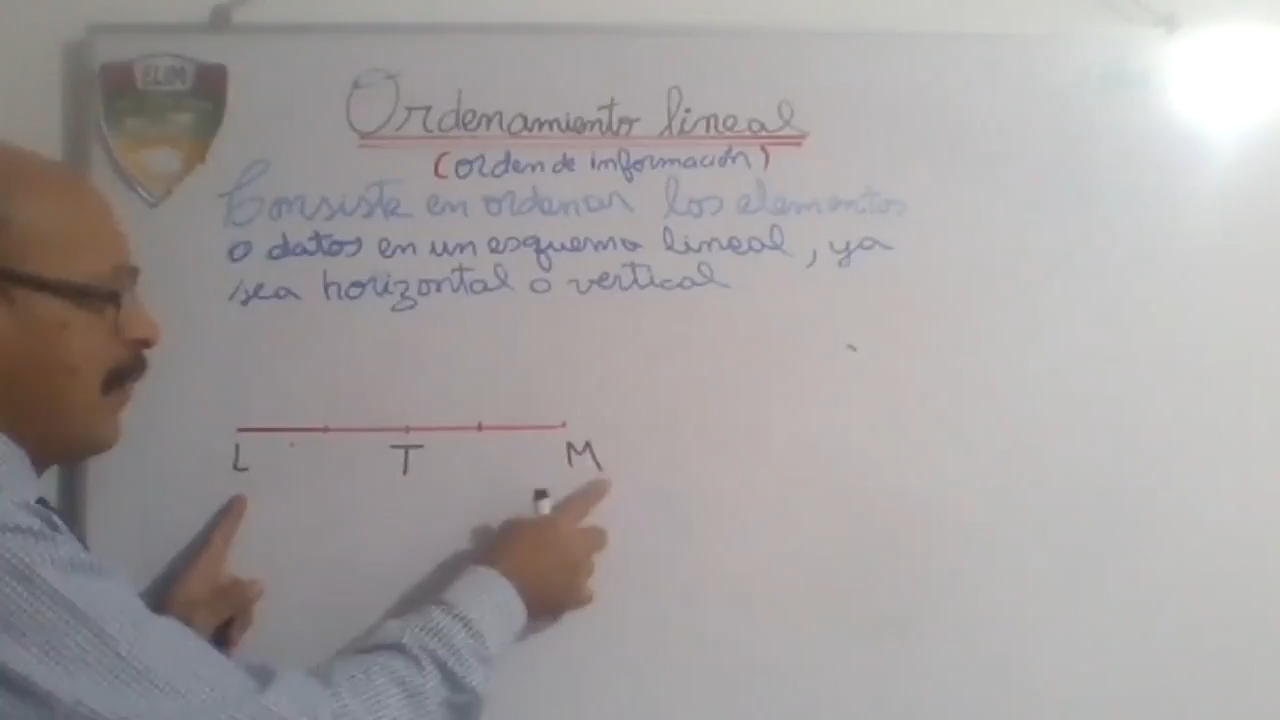 ELIM
Ordenamiento lineal
(orden de información)
Consiste en ordenar los elementos
o datos en un esquema lineal, ya
sea horizontal o vertical
L T M